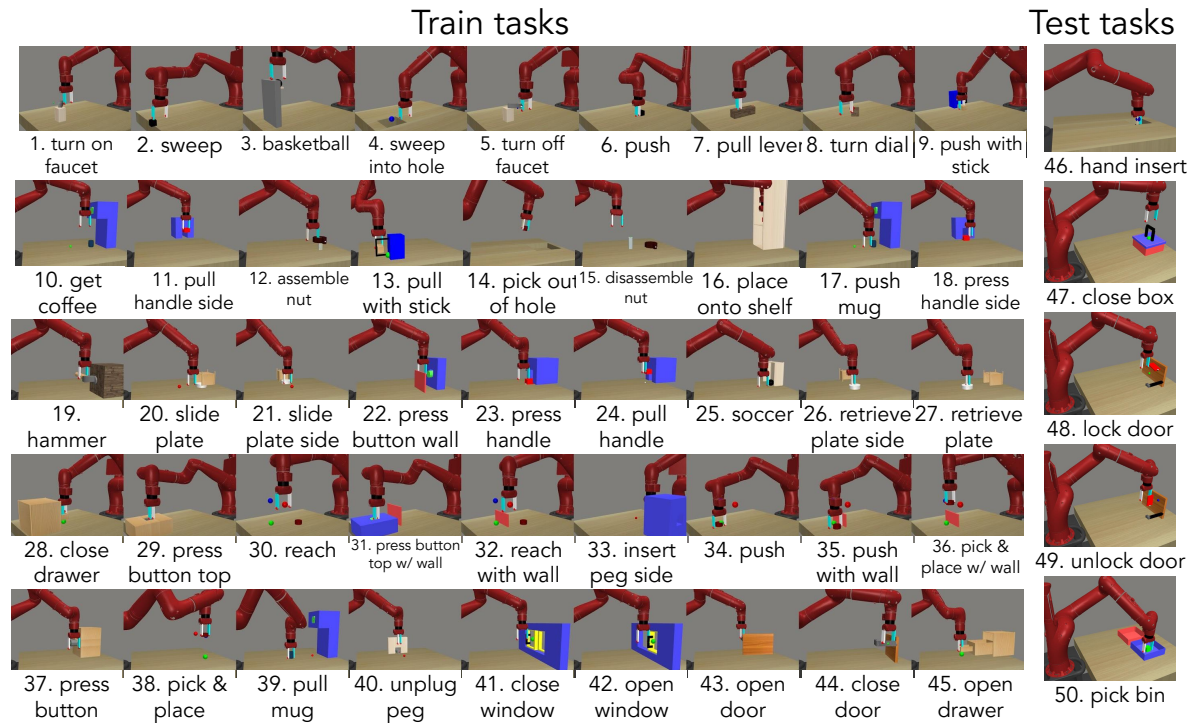 Train tasks
Test tasks
1. turn on
faucet
2. sweep
3. basketball
4. sweep
into hole
5. turn off
faucet
6. push
7. pull lever
8. turn dial
9. push with
stick
46. hand insert
10. get
coffee
11. pull
handle side
12. assemble
nut
13. pull
with stick
14. pick out
of hole
15. disassemble
nut
16. place
onto shelf
17. push
mug
18. press
handle side
47. close box
19.
hammer
20. slide
plate
21. slide
plate side
22. press
button wall
23. press
handle
24. pull
handle
25. soccer
26. retrieve
plate side
27. retrieve
plate
48. lock door
28. close
drawer
29. press
button top
30. reach
31. press button
top w/ wall
32. reach
with wall
33. insert
peg side
34. push
35. push
with wall
36. pick &
place w/ wall
49. unlock door
37. press
button
38. pick &
place
39. pull
mug
40. unplug
peg
41. close
window
42. open
window
43. open
door
44. close
door
45. open
drawer
50. pick bin